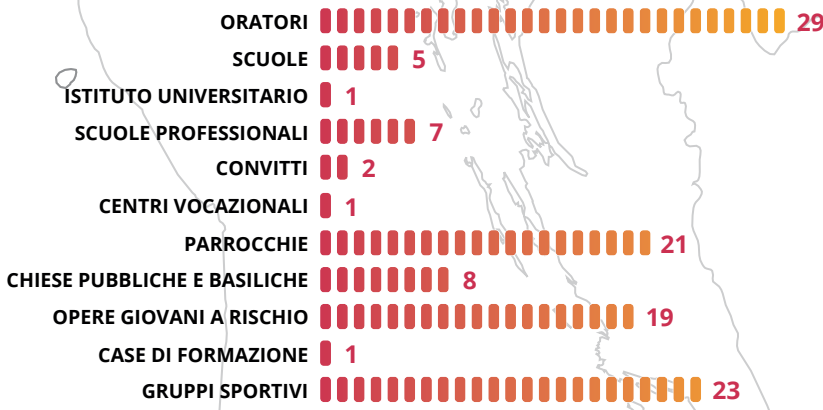 ORATORI 29
SCUOLE 5
ISTITUTO UNIVERSITARIO 1
SCUOLE PROFESSIONALI 7
CONVITTI 2
CENTRI VOCAZIONALI 1
PARROCCHIE 21
CHIESE PUBBLICHE E BASILICHE 8
OPERE GIOVANI A RISCHIO 19
CASE DI FORMAZIONE 1
GRUPPI SPORTIVI 23